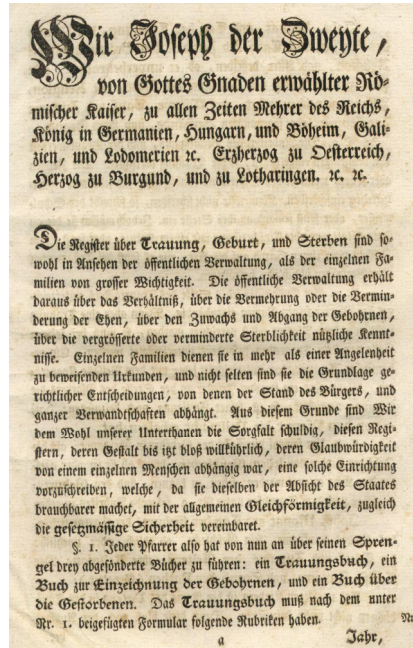 Wir Joseph der Zweyte,
von Gottes Gnaden erwählter Rö-
mischer Kaiser, zu allen Zeiten Mehrer des Reichs,
König in Germanien, Hungarn, und Böheim, Gali-
zien, und Lodomerien ꝛc. Erzherzog zu Oesterreich,
Herzog zu Burgund, und zu Lotharingen. ꝛc. ꝛc.
Die Register über Trauung, Geburt, und Sterben sind so-
wohl in Ansehen der öffentlichen Verwaltung, als der einzelnen Fa-
milien von grosser Wichtigkeit. Die öffentliche Verwaltung erhält
daraus über das Verhältniß, über die Vermehrung oder die Vermin-
derung der Ehen, über den Zuwachs und Abgang der Gebohrnen,
über die vergrösserte oder verminderte Sterblichkeit nützliche Kennt-
nisse. Einzelnen Familien dienen sie in mehr als einer Angelenheit
zu beweisenden Urkunden, und nicht selten sind sie die Grundlage ge-
richtlicher Entscheidungen, von denen der Stand des Bürgers, und
ganzer Verwandtschaften abhängt. Aus diesem Grunde sind Wir
dem Wohl unserer Unterthanen die Sorgfalt schuldig, diesen Regi-
stern, deren Gestalt bis itzt bloß willkührlich, deren Glaubwürdigkeit
von einem einzelnen Menschen abhängig war, eine solche Einrichtung
vorzuschreiben, welche, da sie dieselben der Absicht des Staates
brauchbarer machet, mit der allgemeinen Gleichförmigkeit, zugleich
die gesetzmässige Sicherheit vereinbaret.
§. 1. Jeder Pfarrer also hat von nun an über seinen Spren-
gel drey abgesönderte Bücher zu führen: ein Trauungsbuch, ein
Buch zur Einzeichnung der Gebohrnen, und ein Buch über
die Gestorbenen. Das Trauungsbuch muß nach dem unter
Nr. 1. beigefügten Formular folgende Rubriken haben.
a Jahr,